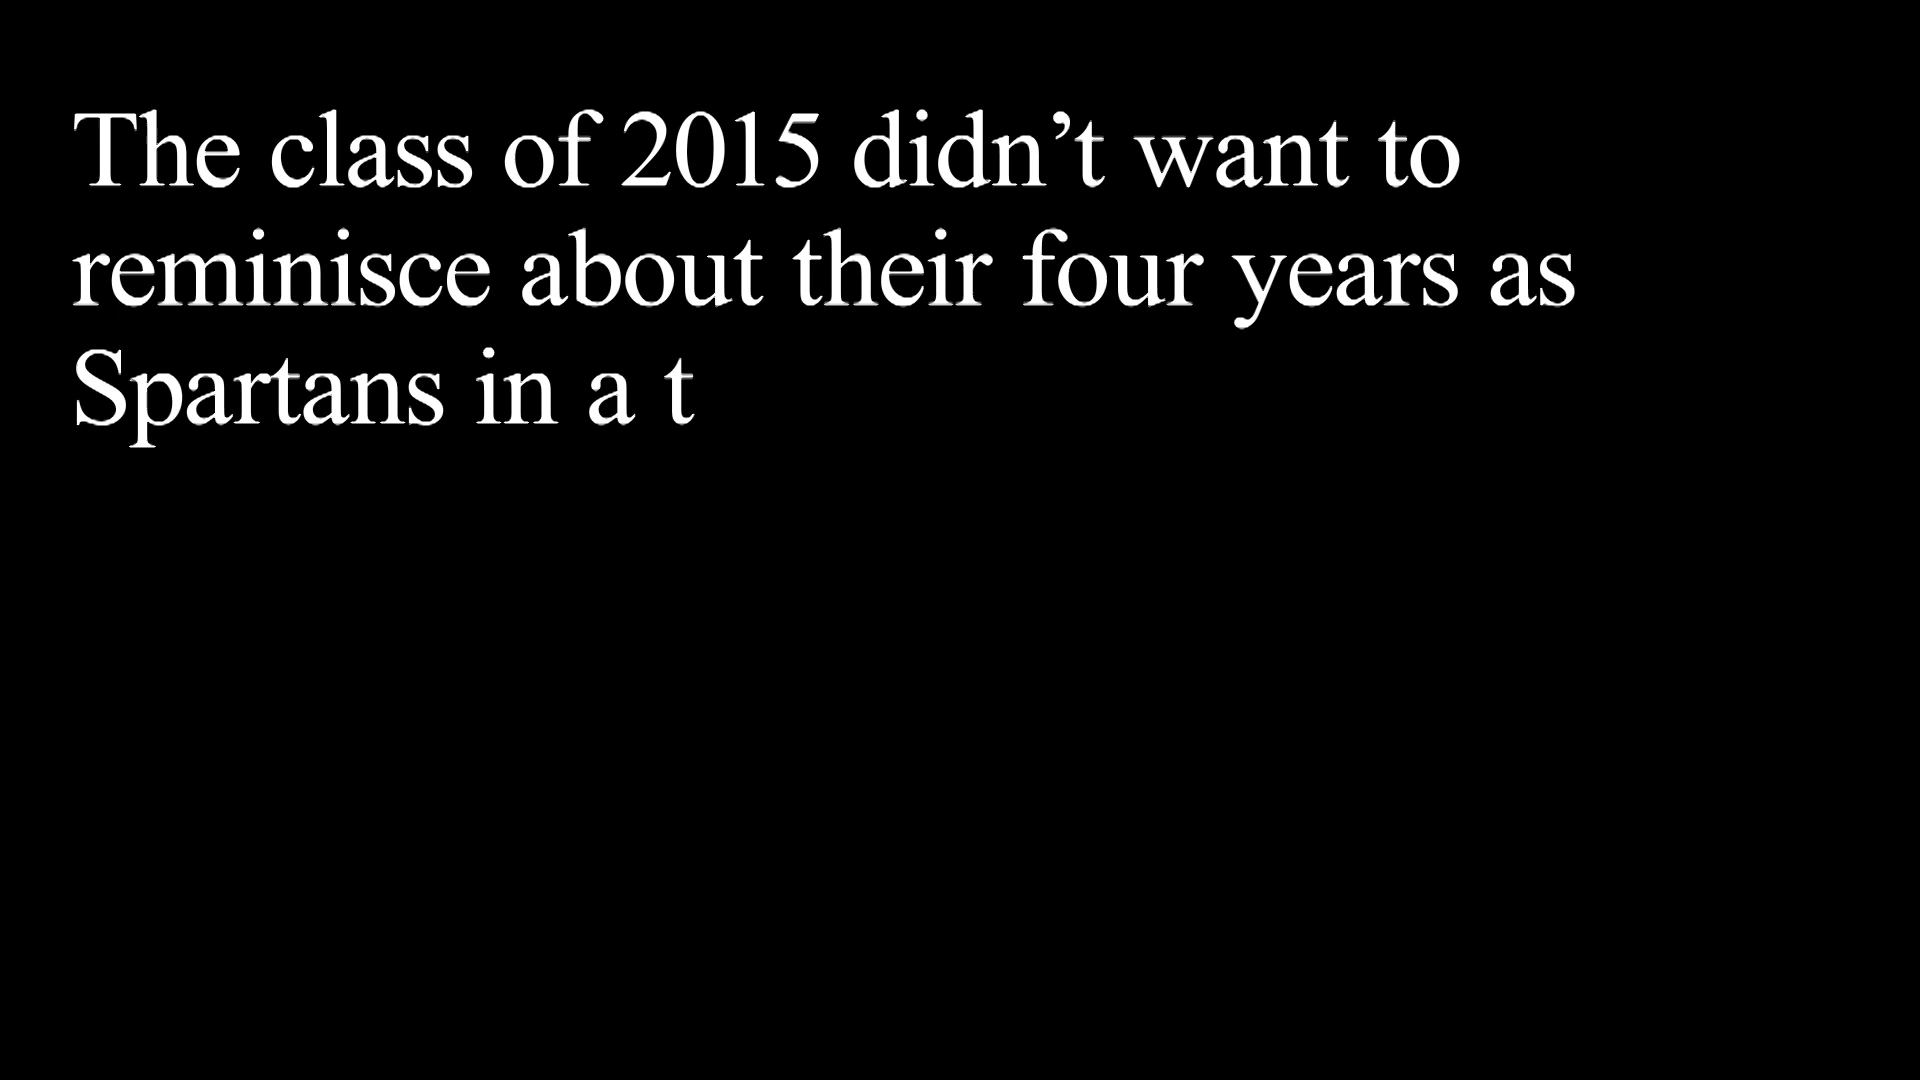 The class of 2015 didn’t want to
reminisce about their four years as
Spartans in a t